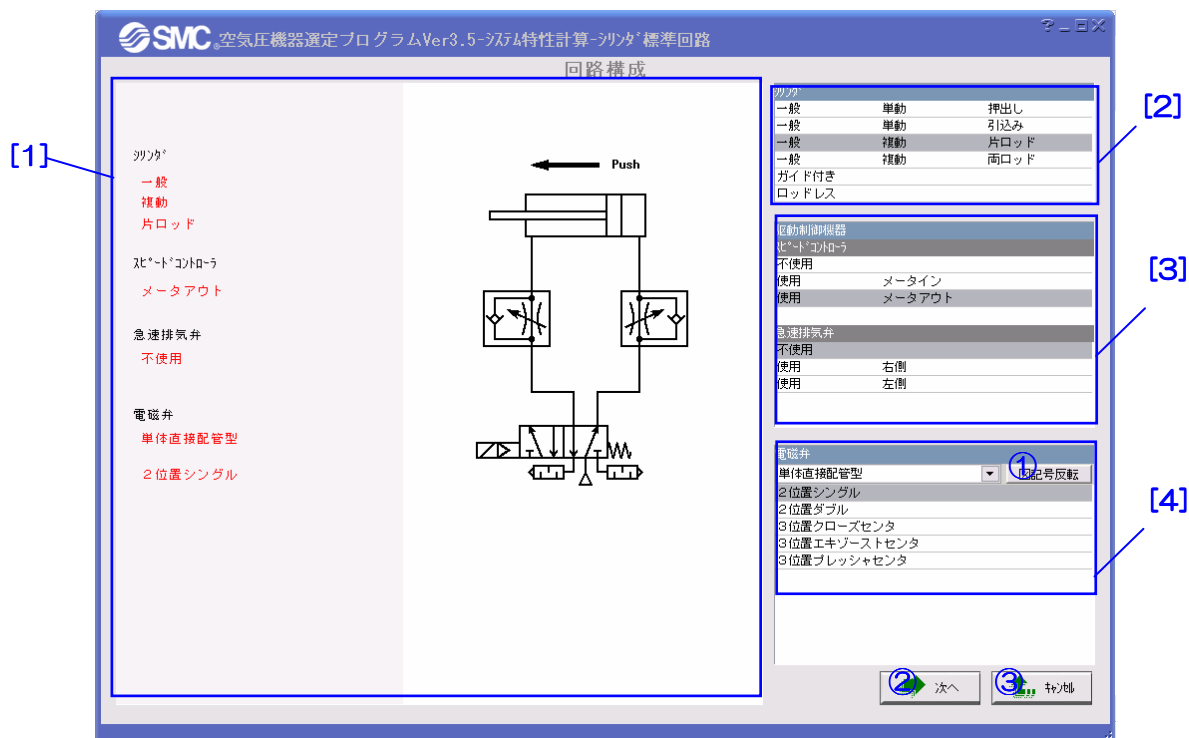 SMC 空気圧機器選定プログラムVer3.5-ｼｽﾃﾑ特性計算-ｼﾘﾝﾀﾞ標準回路
回路構成
[1]
ｼﾘﾝﾀﾞ
一般
複動
片ロッド
ｽﾋﾟｰﾄﾞｺﾝﾄﾛｰﾗ
メータアウト
急速排気弁
不使用
電磁弁
単体直接配管型
２位置シングル
Push
[2]
ｼﾘﾝﾀﾞ
一般 単動 押出し
一般 単動 引込み
一般 複動 片ロッド
一般 複動 両ロッド
ガイド付き
ロッドレス
[3]
駆動制御機器
ｽﾋﾟｰﾄﾞｺﾝﾄﾛｰﾗ
不使用
使用 メータイン
使用 メータアウト
急速排気弁
不使用
使用 右側
使用 左側
[4]
電磁弁
単体直接配管型 ① 図記号反転
２位置シングル
２位置ダブル
３位置クローズセンタ
３位置エキゾーストセンタ
３位置プレッシャセンタ
② 次へ ③ ｷｬﾝｾﾙ